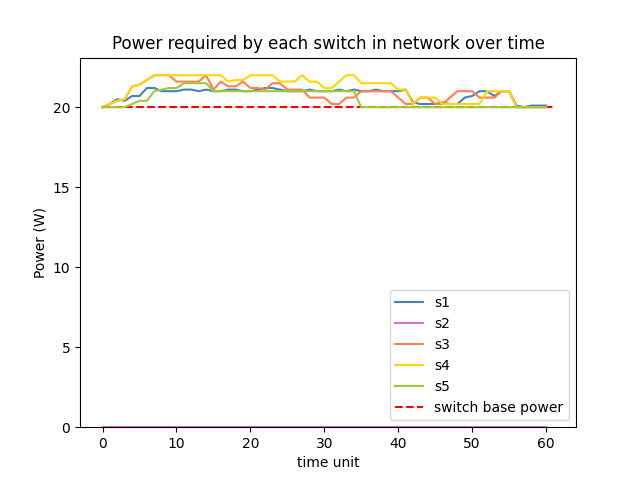 Power required by each switch in network over time
Power (W)
20
15
10
5
0
0 10 20 30 40 50 60
time unit
s1
s2
s3
s4
s5
switch base power